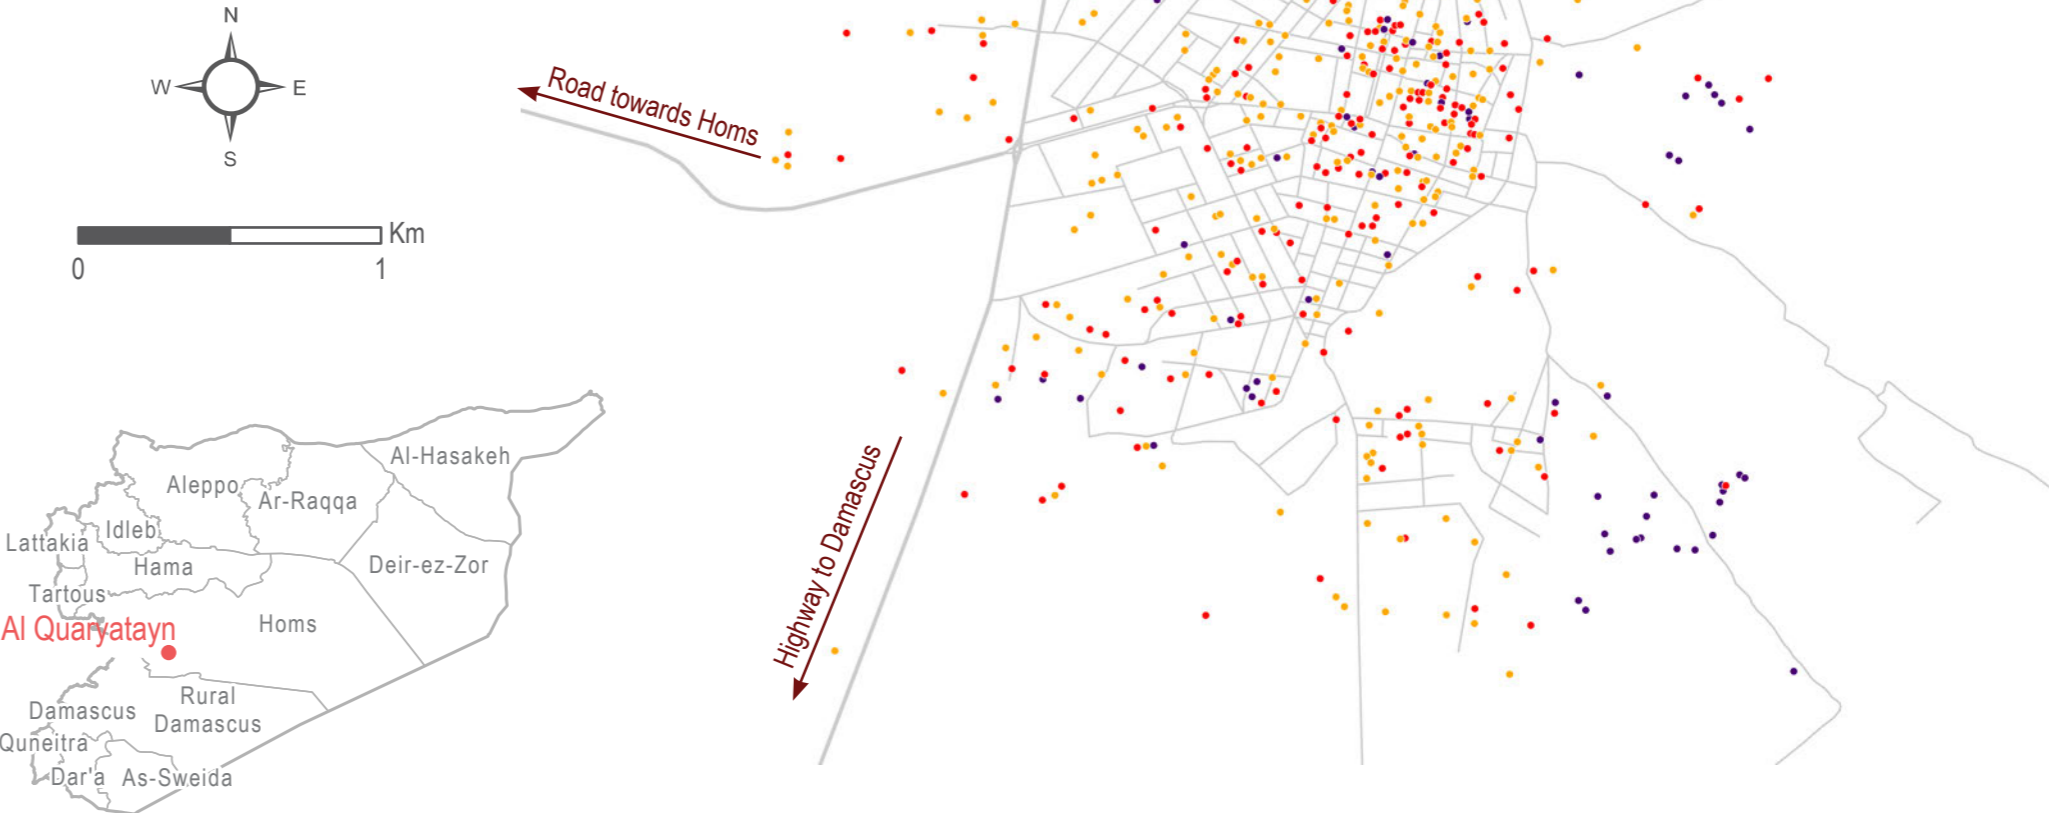 N
W E
S
Km
0 1
Road towards Homs
Highway to Damascus
Al-Hasakeh
Aleppo
Ar-Raqqa
Idleb
Lattakia
Hama
Deir-ez-Zor
Tartous
Homs
Al Quaryatayn
Rural
Damascus
Damascus
Quneitra
Dar'a
As-Sweida